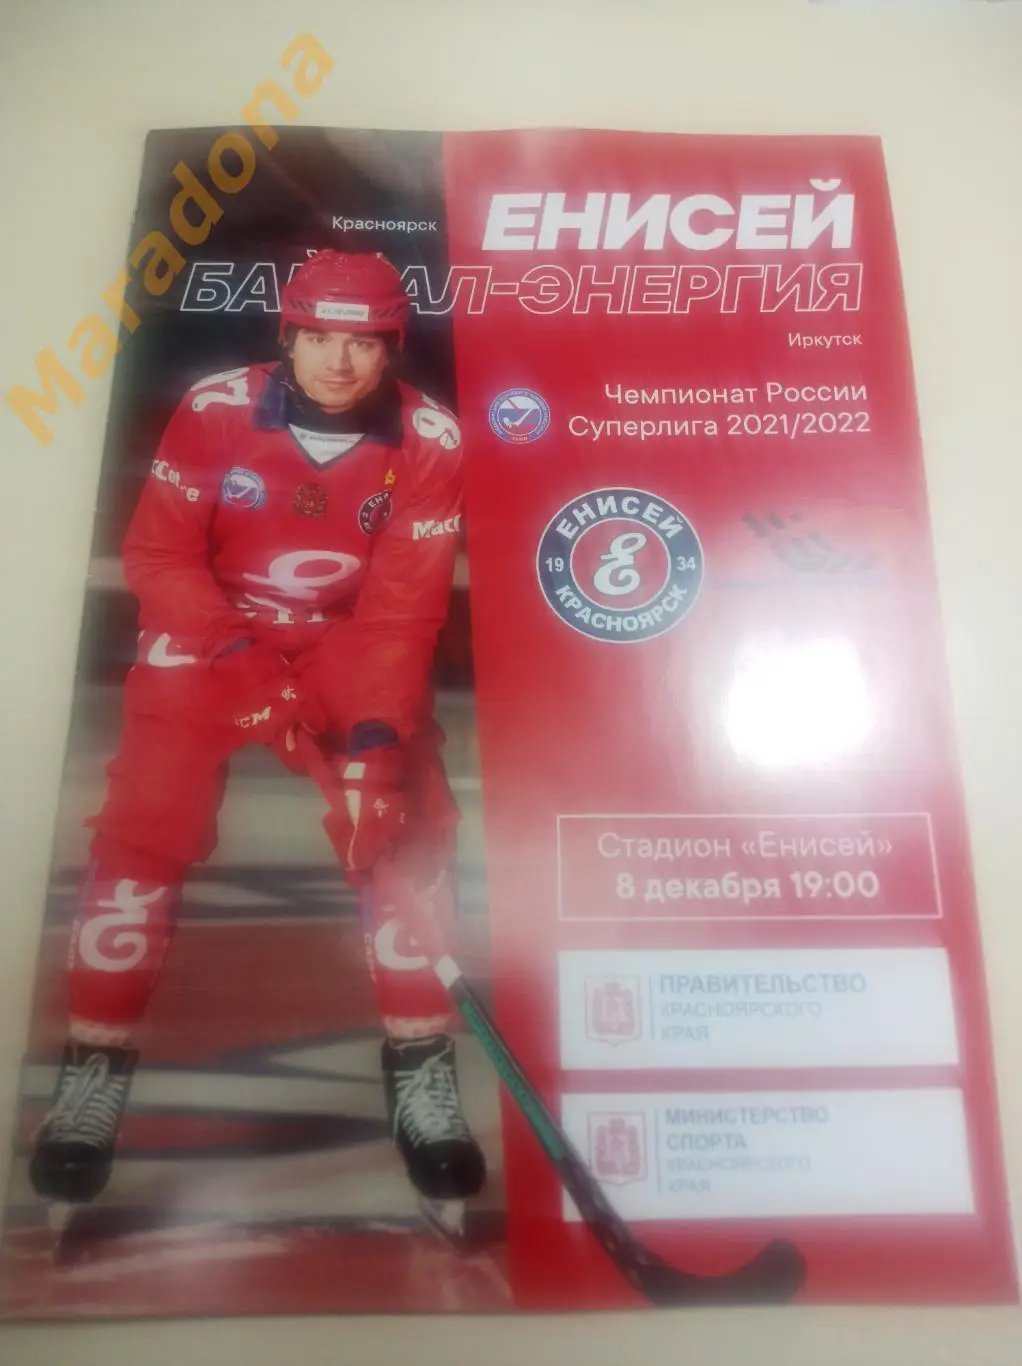 Maradona
Красноярск
ЕНИСЕЙ
БАЙКАЛ-ЭНЕРГИЯ
Иркутск
Чемпионат России
Суперлига 2021/2022
ЕНИСЕЙ
19 34
КРАСНОЯРСК
Стадион «Енисей»
8 декабря 19:00
ПРАВИТЕЛЬСТВО
КРАСНОЯРСКОГО
КРАЯ
МИНИСТЕРСТВО
СПОРТА
КРАСНОЯРСКОГО
КРАЯ